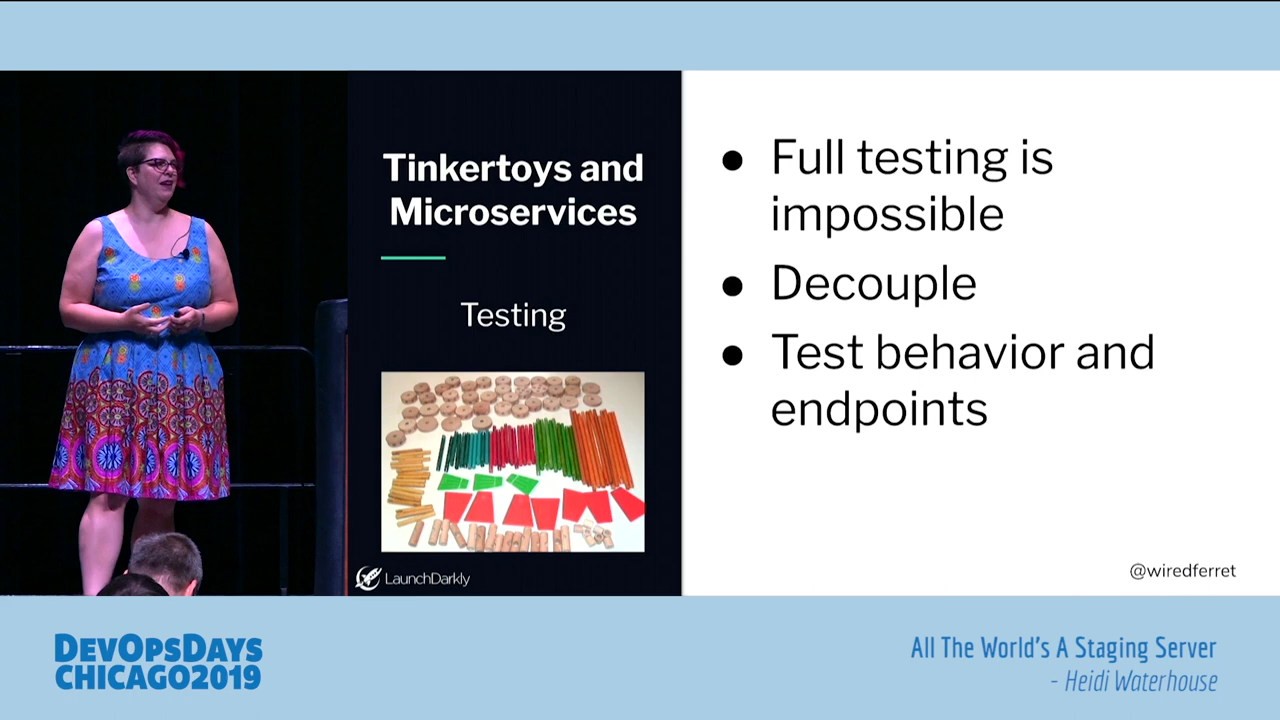 Tinkertoys and
Microservices
Testing
LaunchDarkly
● Full testing is
impossible
● Decouple
● Test behavior and
endpoints
@wiredferret
DEVOPSDAYS
CHICAGO2019
All The World's A Staging Server
- Heidi Waterhouse